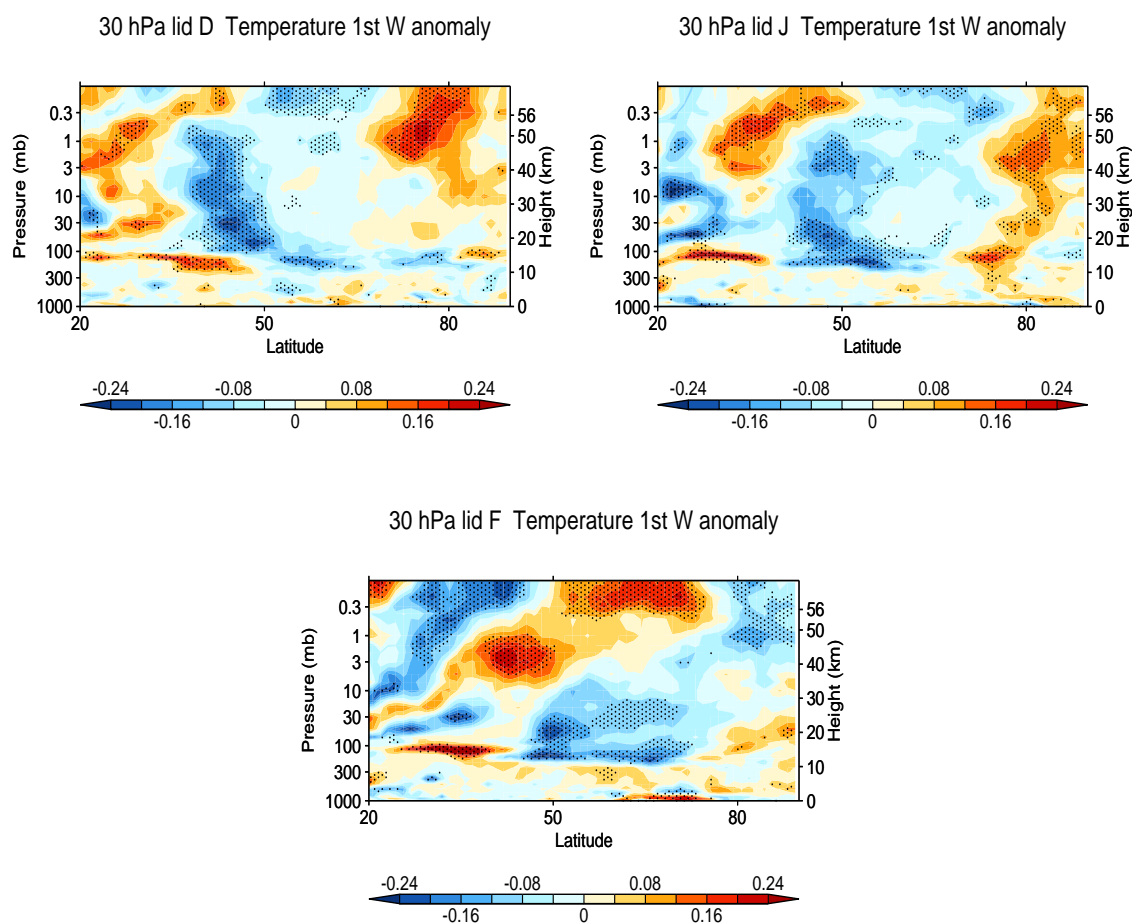 30 hPa lid D  Temperature 1st W anomaly
Pressure (mb)
0.3
1
3
10
30
100
300
1000
56
50
40
30
20
10
0
Height (km)
20 50 80
Latitude
-0.24 -0.08 0.08 0.24
-0.16 0 0.16
30 hPa lid J  Temperature 1st W anomaly
Pressure (mb)
0.3
1
3
10
30
100
300
1000
56
50
40
30
20
10
0
Height (km)
20 50 80
Latitude
-0.24 -0.08 0.08 0.24
-0.16 0 0.16
30 hPa lid F  Temperature 1st W anomaly
Pressure (mb)
0.3
1
3
10
30
100
300
1000
56
50
40
30
20
10
0
Height (km)
20 50 80
Latitude
-0.24 -0.08 0.08 0.24
-0.16 0 0.16